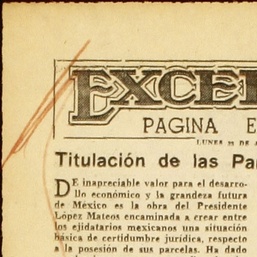 PAGINA
LUNES 25 DE
Titulación de las
DE inapreciable valor para el desarro-
llo económico y la grandeza futura
de México es la obra del Presidente
López Mateos encaminada a crear entre
los ejidatarios mexicanos una situación
básica de certidumbre jurídica, respecto
a la posesión de sus parcelas. Ha dado